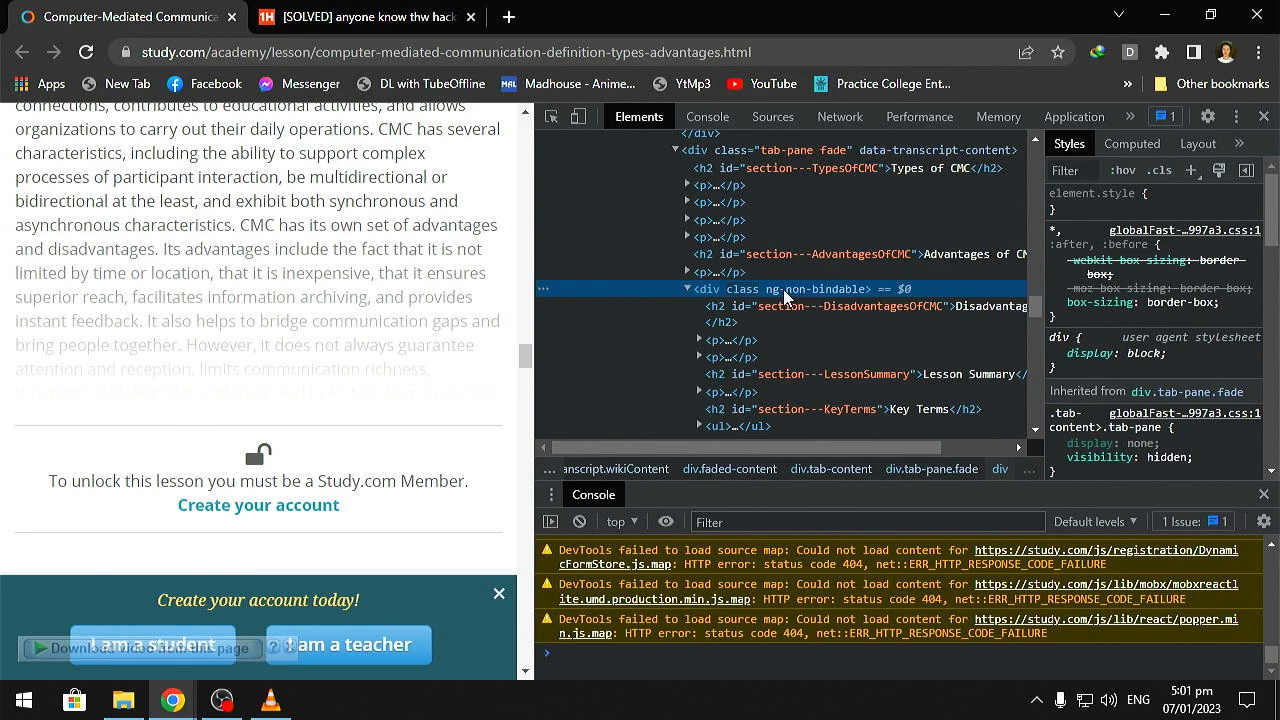 Computer-Mediated Communica
[SOLVED] anyone know thw hack
study.com/academy/lesson/computer-mediated-communication-definition-types-advantages.html
Apps
New Tab
Facebook
Messenger
DL with TubeOffline
MAL Madhouse - Anime...
YtMp3
YouTube
Practice College Ent...
»
Other bookmarks
connections, contributes to educational activities, and allows
organizations to carry out their daily operations. CMC has several
characteristics, including the ability to support complex
processes of participant interaction, be multidirectional or
bidirectional at the least, and exhibit both synchronous and
asynchronous characteristics. CMC has its own set of advantages
and disadvantages. Its advantages include the fact that it is not
limited by time or location, that it is inexpensive, that it ensures
superior reach, facilitates information archiving, and provides
instant feedback. It also helps to bridge communication gaps and
bring people together. However, it does not always guarantee
attention and reception, limits communication richness,
To unlock this lesson you must be a Study.com Member.
Create your account
Create your account today!
I am a student
I am a teacher
Download video from this page
Elements Console Sources Network Performance Memory Application » 1
</div>
<div class="tab-pane fade" data-transcript-content>
<h2 id="section---TypesOfCMC">Types of CMC</h2>
<p>…</p>
<p>…</p>
<p>…</p>
<p>…</p>
<h2 id="section---AdvantagesOfCMC">Advantages of CM
<p>…</p>
<div class ng-non-bindable> == $0
<h2 id="section---DisadvantagesOfCMC">Disadvantag
</h2>
<p>…</p>
<p>…</p>
<h2 id="section---LessonSummary">Lesson Summary</
<p>…</p>
<h2 id="section---KeyTerms">Key Terms</h2>
<ul>…</ul>
... anscript.wikiContent div.faded-content div.tab-content div.tab-pane.fade div ...
Styles Computed Layout »
Filter :hov .cls
element.style {
}
*, globalFast-…997a3.css:1
:after, :before {
-webkit-box-sizing: border-
box;
-moz-box-sizing: border-box;
box-sizing: border-box;
}
div { user agent stylesheet
display: block;
}
Inherited from div.tab-pane.fade
.tab- globalFast-…997a3.css:1
content>.tab-pane {
display: none;
visibility: hidden;
Console
top Filter Default levels 1 Issue: 1
DevTools failed to load source map: Could not load content for https://study.com/js/registration/Dynami
cFormStore.js.map: HTTP error: status code 404, net::ERR_HTTP_RESPONSE_CODE_FAILURE
DevTools failed to load source map: Could not load content for https://study.com/js/lib/mobx/mobxreactl
ite.umd.production.min.js.map: HTTP error: status code 404, net::ERR_HTTP_RESPONSE_CODE_FAILURE
DevTools failed to load source map: Could not load content for https://study.com/js/lib/react/popper.mi
n.js.map: HTTP error: status code 404, net::ERR_HTTP_RESPONSE_CODE_FAILURE
ENG
5:01 pm
07/01/2023